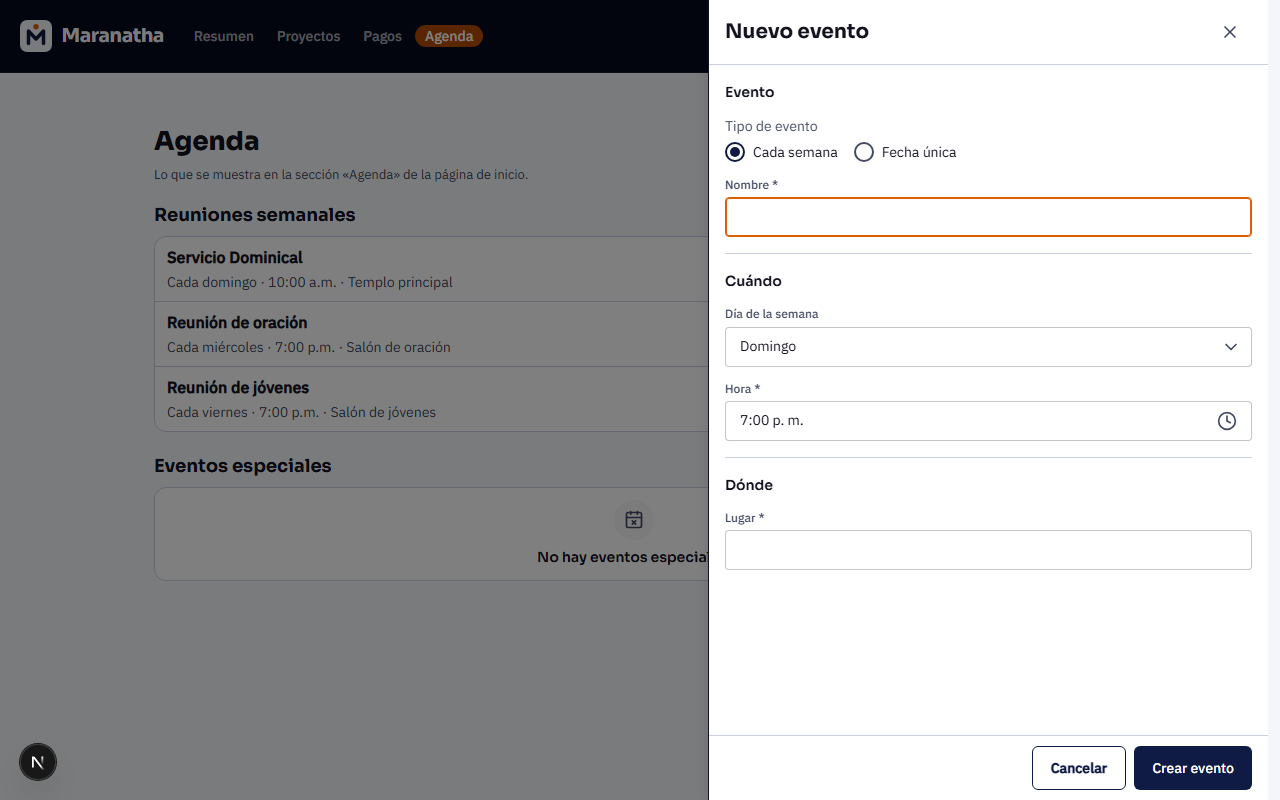 Maranatha
Resumen
Proyectos
Pagos
Agenda
Agenda
Lo que se muestra en la sección «Agenda» de la página de inicio.
Reuniones semanales
Servicio Dominical
Cada domingo · 10:00 a.m. · Templo principal
Reunión de oración
Cada miércoles · 7:00 p.m. · Salón de oración
Reunión de jóvenes
Cada viernes · 7:00 p.m. · Salón de jóvenes
Eventos especiales
No hay eventos especia
N
Nuevo evento
Evento
Tipo de evento
Cada semana
Fecha única
Nombre *
Cuándo
Día de la semana
Domingo
Hora *
7:00 p. m.
Dónde
Lugar *
Cancelar
Crear evento